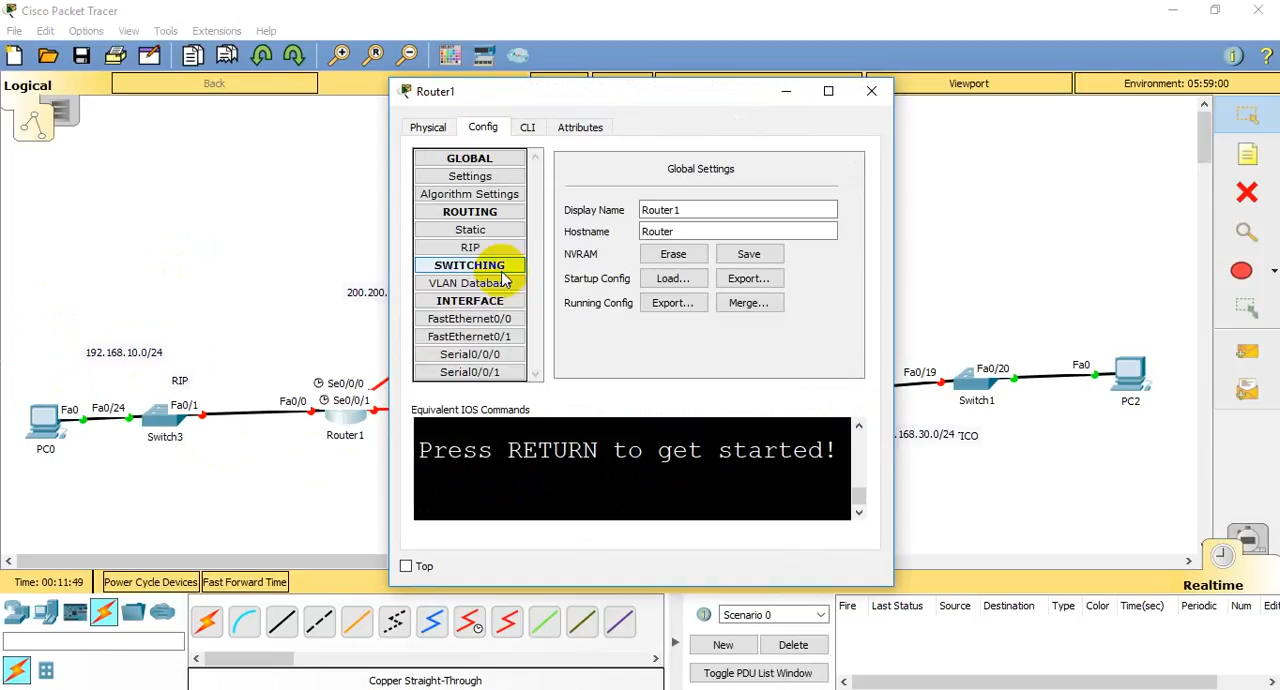 Cisco Packet Tracer
File Edit Options View Tools Extensions Help
Logical
Back
Viewport
Environment: 05:59:00
Router1
Physical Config CLI Attributes
GLOBAL
Settings
Algorithm Settings
ROUTING
Static
RIP
SWITCHING
VLAN Database
INTERFACE
FastEthernet0/0
FastEthernet0/1
Serial0/0/0
Serial0/0/1
Global Settings
Display Name Router1
Hostname Router
NVRAM Erase Save
Startup Config Load... Export...
Running Config Export... Merge...
Equivalent IOS Commands
Press RETURN to get started!
Top
200.200.
192.168.10.0/24
RIP
Fa0 Fa0/24 Fa0/1 Fa0/0
Se0/0/0
Se0/0/1
PC0
Switch3
Router1
Fa0/19 Fa0/20 Fa0
Switch1
PC2
.168.30.0/24
Time: 00:11:49 Power Cycle Devices Fast Forward Time
Realtime
Scenario 0
New Delete
Toggle PDU List Window
Fire Last Status Source Destination Type Color Time(sec) Periodic Num Edit
Copper Straight-Through